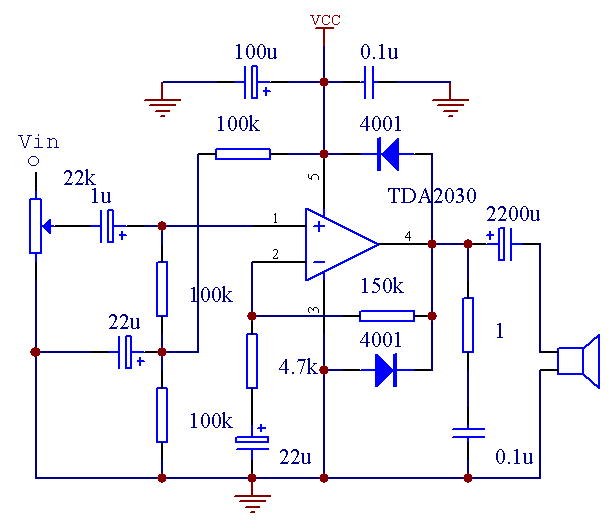 VCC
100u
0.1u
+
100k
4001
5
Vin
22k
1u
+
1
+
TDA2030
2200u
+
4
2
−
100k
22u
+
3
150k
4001
1
4.7k
100k
+
22u
0.1u